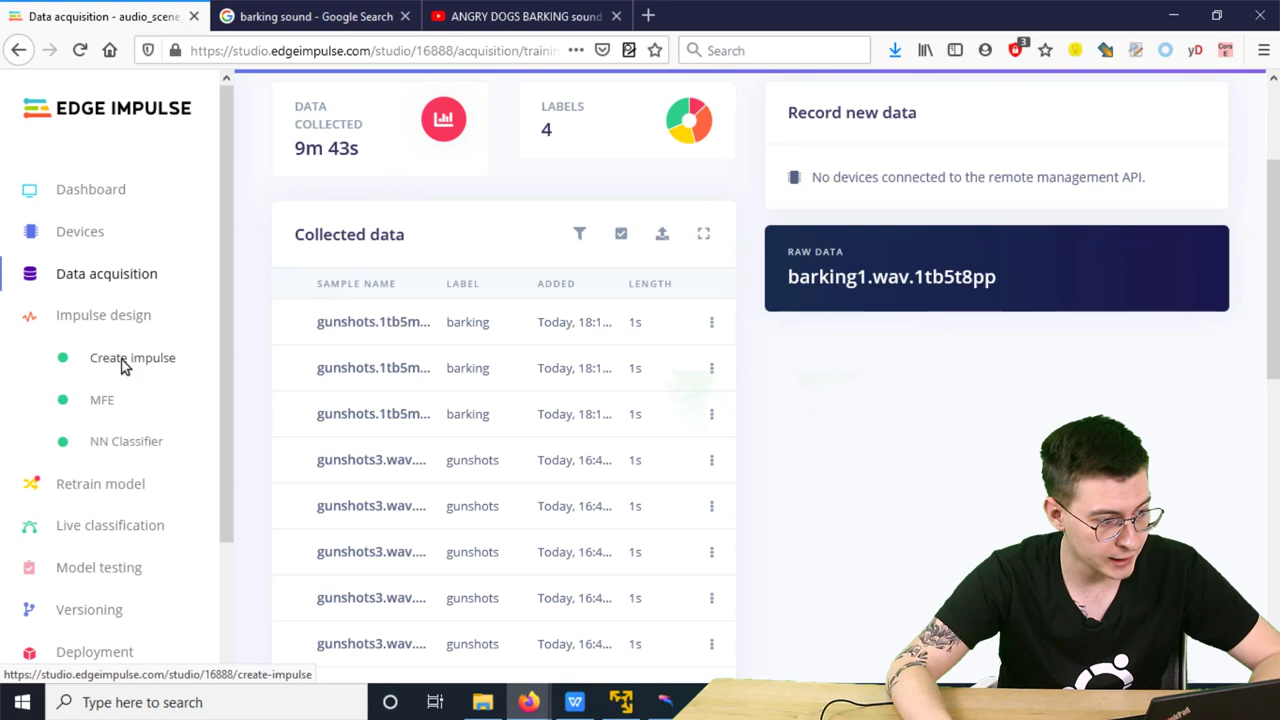 Data acquisition - audio_scene
barking sound - Google Search
ANGRY DOGS BARKING sound
https://studio.edgeimpulse.com/studio/16888/acquisition/trainin
Search
3
yD
Cors
E
EDGE IMPULSE
Dashboard
Devices
Data acquisition
Impulse design
Create impulse
MFE
NN Classifier
Retrain model
Live classification
Model testing
Versioning
Deployment
DATA
COLLECTED
9m 43s
LABELS
4
Record new data
No devices connected to the remote management API.
RAW DATA
barking1.wav.1tb5t8pp
Collected data
SAMPLE NAME LABEL ADDED LENGTH
gunshots.1tb5m... barking Today, 18:1... 1s
gunshots.1tb5m... barking Today, 18:1... 1s
gunshots.1tb5m... barking Today, 18:1... 1s
gunshots3.wav.... gunshots Today, 16:4... 1s
gunshots3.wav.... gunshots Today, 16:4... 1s
gunshots3.wav.... gunshots Today, 16:4... 1s
gunshots3.wav.... gunshots Today, 16:4... 1s
gunshots3.wav.... gunshots Today, 16:4... 1s
https://studio.edgeimpulse.com/studio/16888/create-impulse
Type here to search